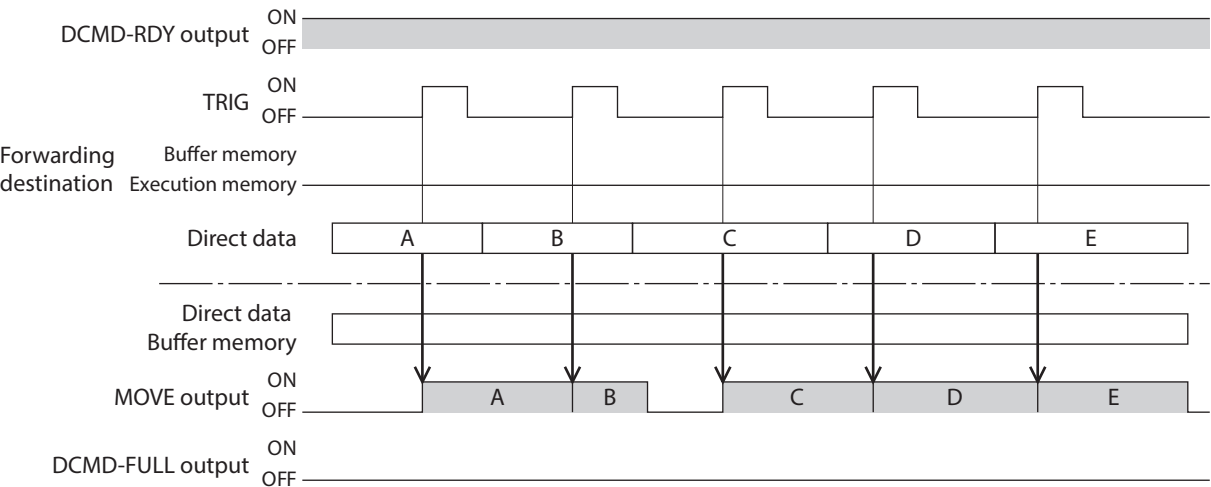 DCMD-RDY output ON
OFF
TRIG ON
OFF
Forwarding destination Buffer memory
Execution memory
Direct data A B C D E
Direct data
Buffer memory
MOVE output ON
OFF
A B C D E
DCMD-FULL output ON
OFF